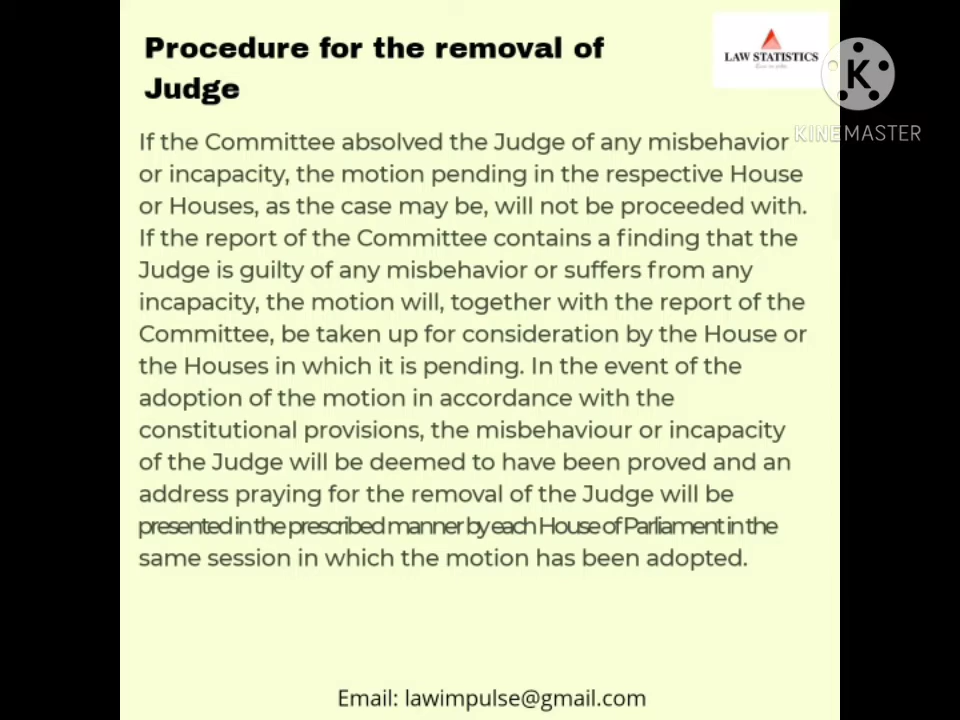 Procedure for the removal of
Judge
LAW STATISTICS
K
KINEMASTER
If the Committee absolved the Judge of any misbehavior
or incapacity, the motion pending in the respective House
or Houses, as the case may be, will not be proceeded with.
If the report of the Committee contains a finding that the
Judge is guilty of any misbehavior or suffers from any
incapacity, the motion will, together with the report of the
Committee, be taken up for consideration by the House or
the Houses in which it is pending. In the event of the
adoption of the motion in accordance with the
constitutional provisions, the misbehaviour or incapacity
of the Judge will be deemed to have been proved and an
address praying for the removal of the Judge will be
presented in the prescribed manner by each House of Parliament in the
same session in which the motion has been adopted.
Email: lawimpulse@gmail.com